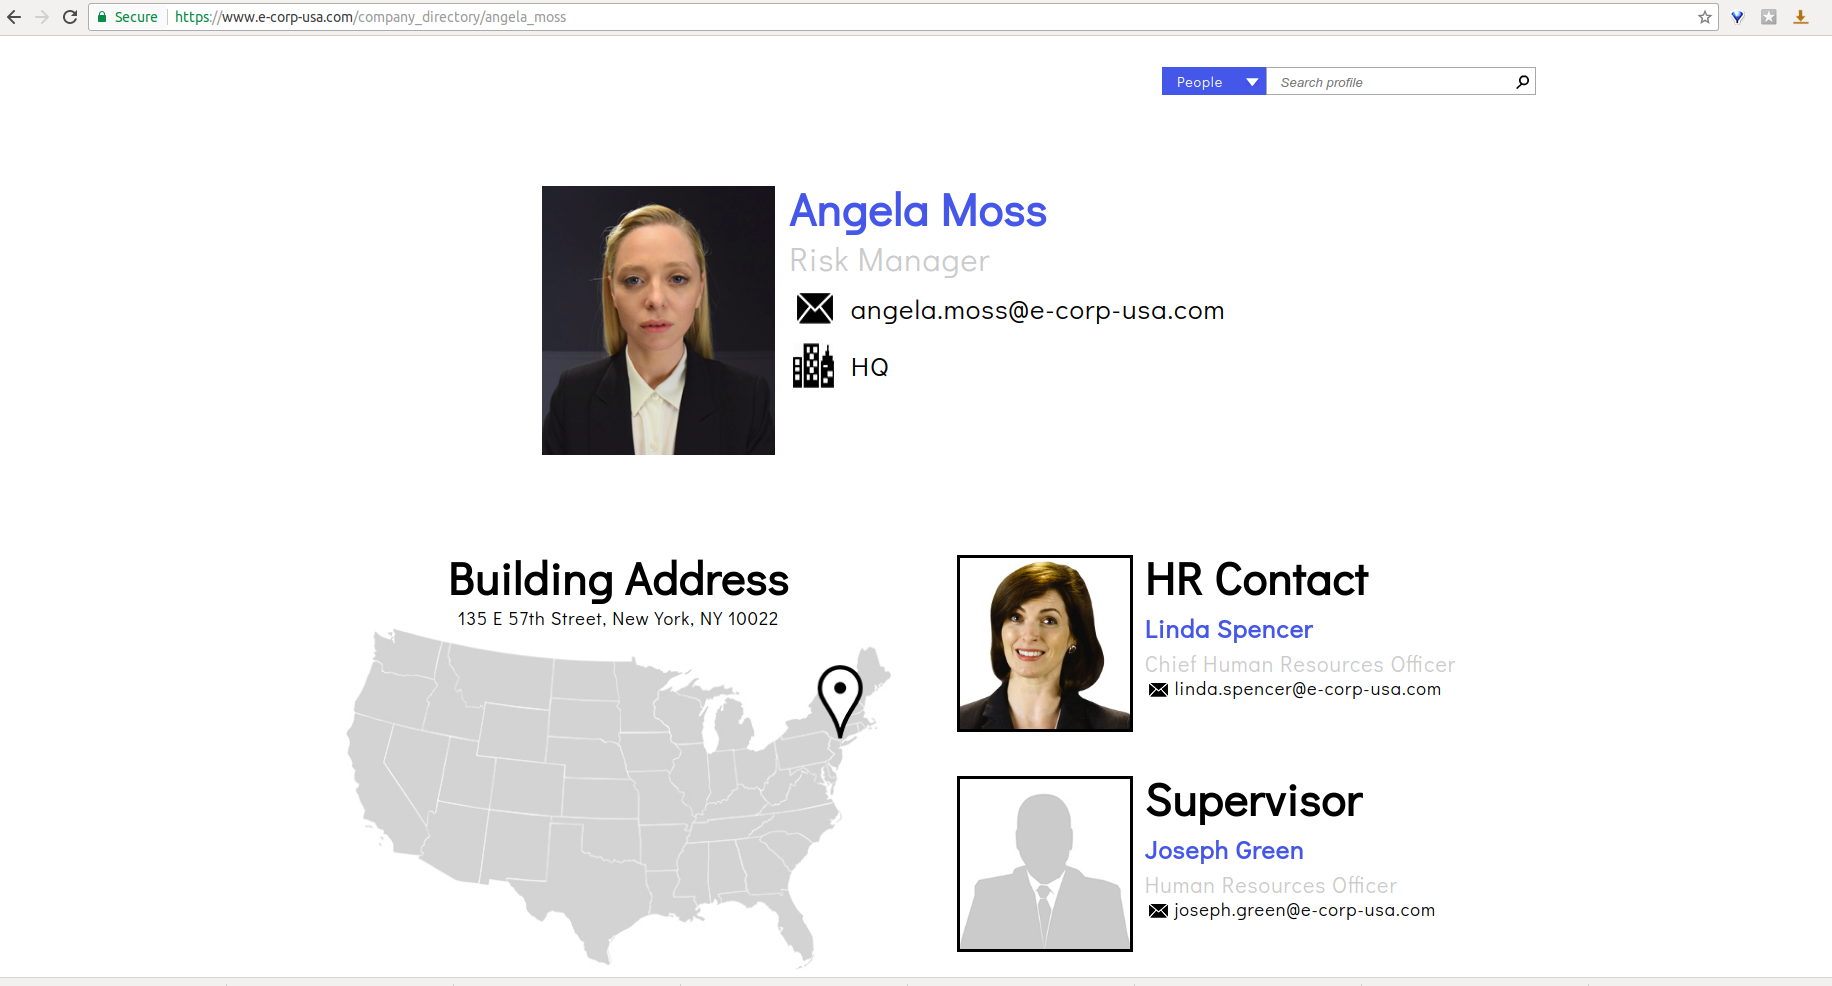 Secure https://www.e-corp-usa.com/company_directory/angela_moss
People Search profile
Angela Moss
Risk Manager
angela.moss@e-corp-usa.com
HQ
Building Address
135 E 57th Street, New York, NY 10022
HR Contact
Linda Spencer
Chief Human Resources Officer
linda.spencer@e-corp-usa.com
Supervisor
Joseph Green
Human Resources Officer
joseph.green@e-corp-usa.com